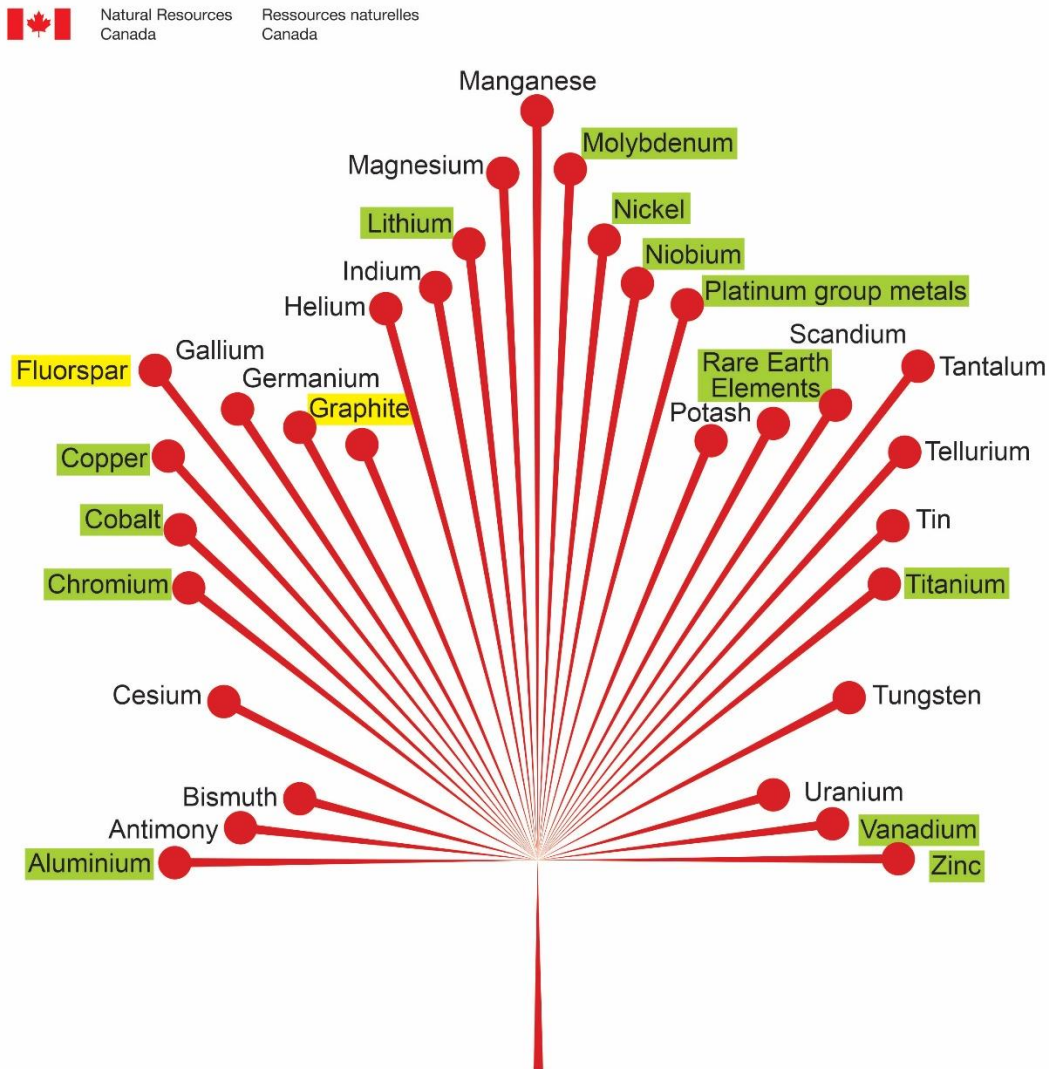 Natural Resources
Canada
Ressources naturelles
Canada
Manganese
Molybdenum
Magnesium
Nickel
Lithium
Niobium
Indium
Platinum group metals
Helium
Scandium
Gallium
Rare Earth
Elements
Fluorspar
Tantalum
Germanium
Graphite
Potash
Copper
Tellurium
Cobalt
Tin
Chromium
Titanium
Cesium
Tungsten
Bismuth
Uranium
Antimony
Vanadium
Aluminium
Zinc